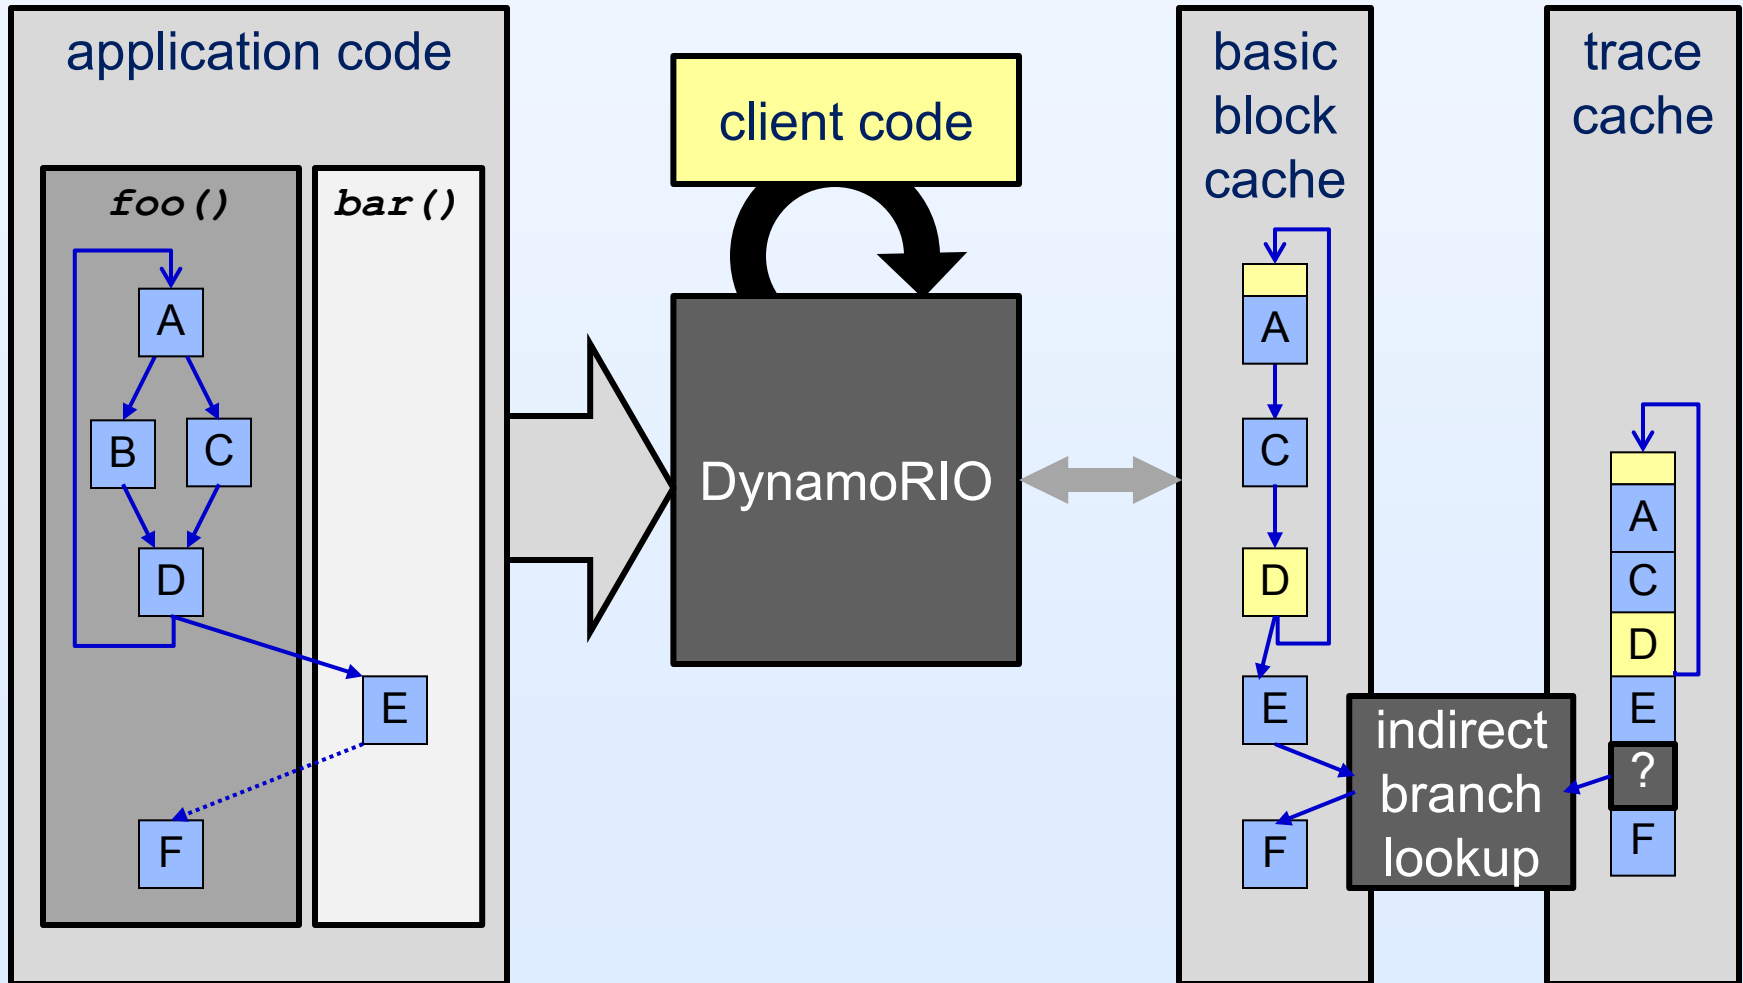 application code
foo()
bar()
A
B
C
D
E
F
client code
DynamoRIO
basic
block
cache
A
C
D
E
F
indirect
branch
lookup
trace
cache
A
C
D
E
?
F